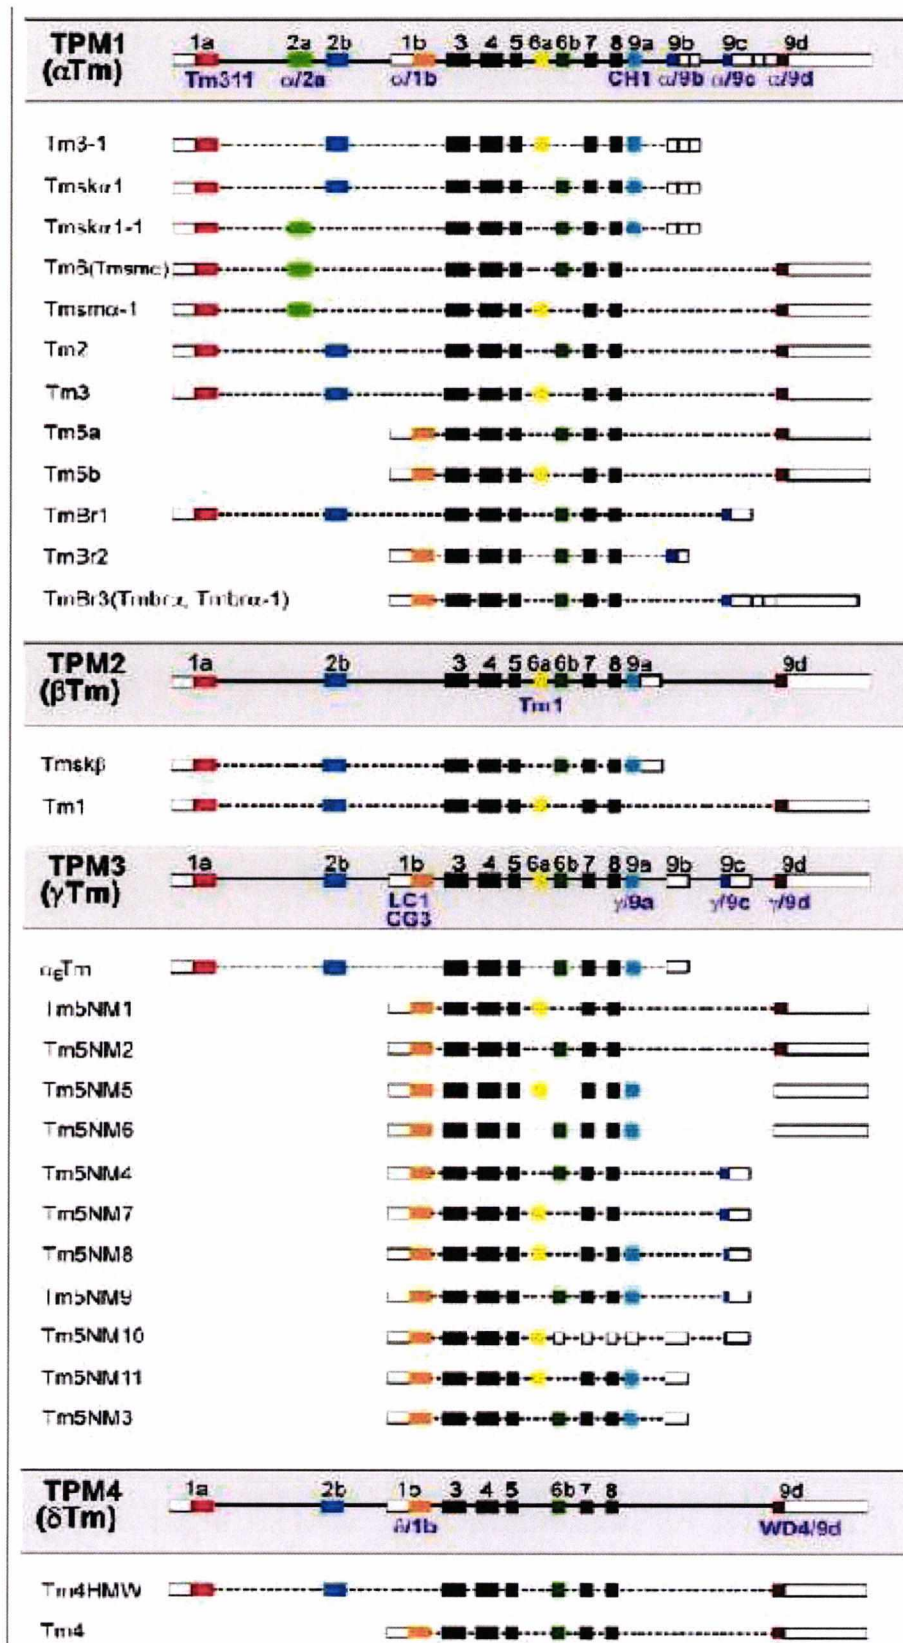 TPM1 1a 2a 2b 1b 3 4 5 6a 6b 7 8 9a 9b 9c 9d
(αTm) Tm311 α/2a α/1b CH1 α/9b α/9c α/9d
Tm3-1
Tmskα1
Tmskα1-1
Tm6(Tmsmα)
Tmsmα-1
Tm2
Tm3
Tm5a
Tm5b
TmBr1
TmBr2
TmBr3(Tmbrα, Tmbrα-1)
TPM2 1a 2b 3 4 5 6a 6b 7 8 9a 9d
(βTm) Tm1
Tmskβ
Tm1
TPM3 1a 2b 1b 3 4 5 6a 6b 7 8 9a 9b 9c 9d
(γTm) LC1 γ/9a γ/9c γ/9d
CG3
Tm
Tm5NM1
Tm5NM2
Tm5NM5
Tm5NM6
Tm5NM4
Tm5NM7
Tm5NM8
Tm5NM9
Tm5NM10
Tm5NM11
Tm5NM3
TPM4 1a 2b 1b 3 4 5 6b 7 8 9d
(δTm) δ/1b WD4/9d
Tm4HMW
Tm4